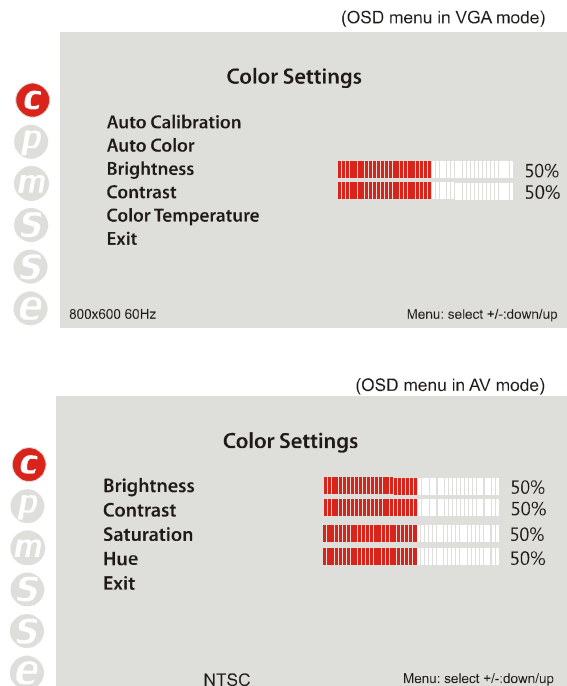 (OSD menu in VGA mode)
Color Settings
c
p
m
s
s
e
Auto Calibration
Auto Color
Brightness 50%
Contrast 50%
Color Temperature
Exit
800x600 60Hz Menu: select +/-:down/up
(OSD menu in AV mode)
Color Settings
c
p
m
s
s
e
Brightness 50%
Contrast 50%
Saturation 50%
Hue 50%
Exit
NTSC Menu: select +/-:down/up